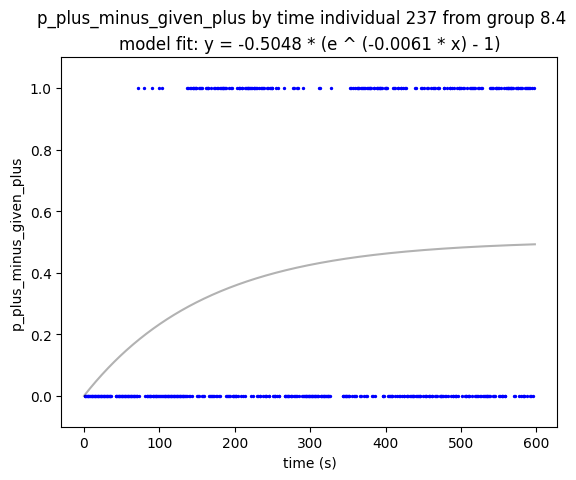 p_plus_minus_given_plus by time individual 237 from group 8.4
model fit: y = -0.5048 * (e ^ (-0.0061 * x) - 1)
1.0
0.8
0.6
0.4
0.2
0.0
p_plus_minus_given_plus
0 100 200 300 400 500 600
time (s)